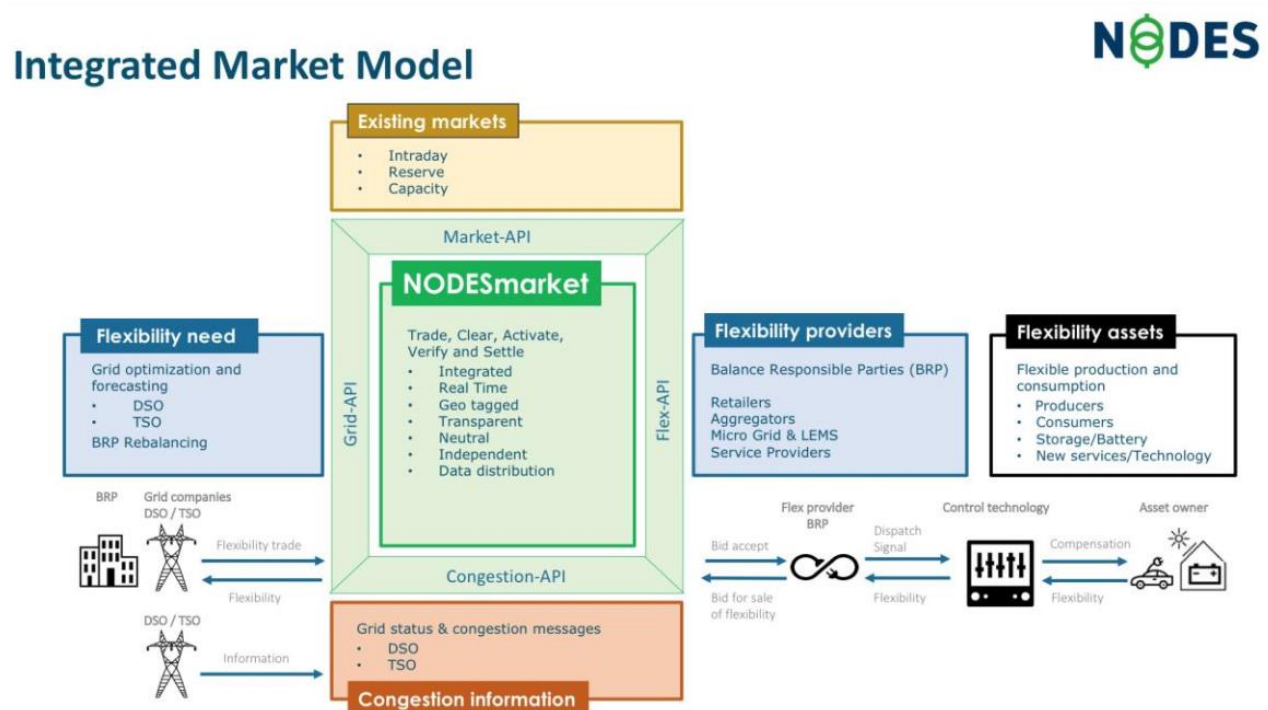 NODES
Integrated Market Model
Existing markets
• Intraday
• Reserve
• Capacity
Market-API
NODESmarket
Trade, Clear, Activate,
Verify and Settle
• Integrated
• Real Time
• Geo tagged
• Transparent
• Neutral
• Independent
• Data distribution
Grid-API
Flex-API
Congestion-API
Flexibility need
Grid optimization and
forecasting
• DSO
• TSO
BRP Rebalancing
Flexibility providers
Balance Responsible Parties (BRP)
Retailers
Aggregators
Micro Grid & LEMS
Service Providers
Flexibility assets
Flexible production and
consumption
• Producers
• Consumers
• Storage/Battery
• New services/Technology
BRP
Grid companies
DSO / TSO
Flexibility trade
Flexibility
DSO / TSO
Information
Grid status & congestion messages
• DSO
• TSO
Congestion information
Bid accept
Bid for sale
of flexibility
Flex provider
BRP
Dispatch
Signal
Flexibility
Control technology
Compensation
Flexibility
Asset owner